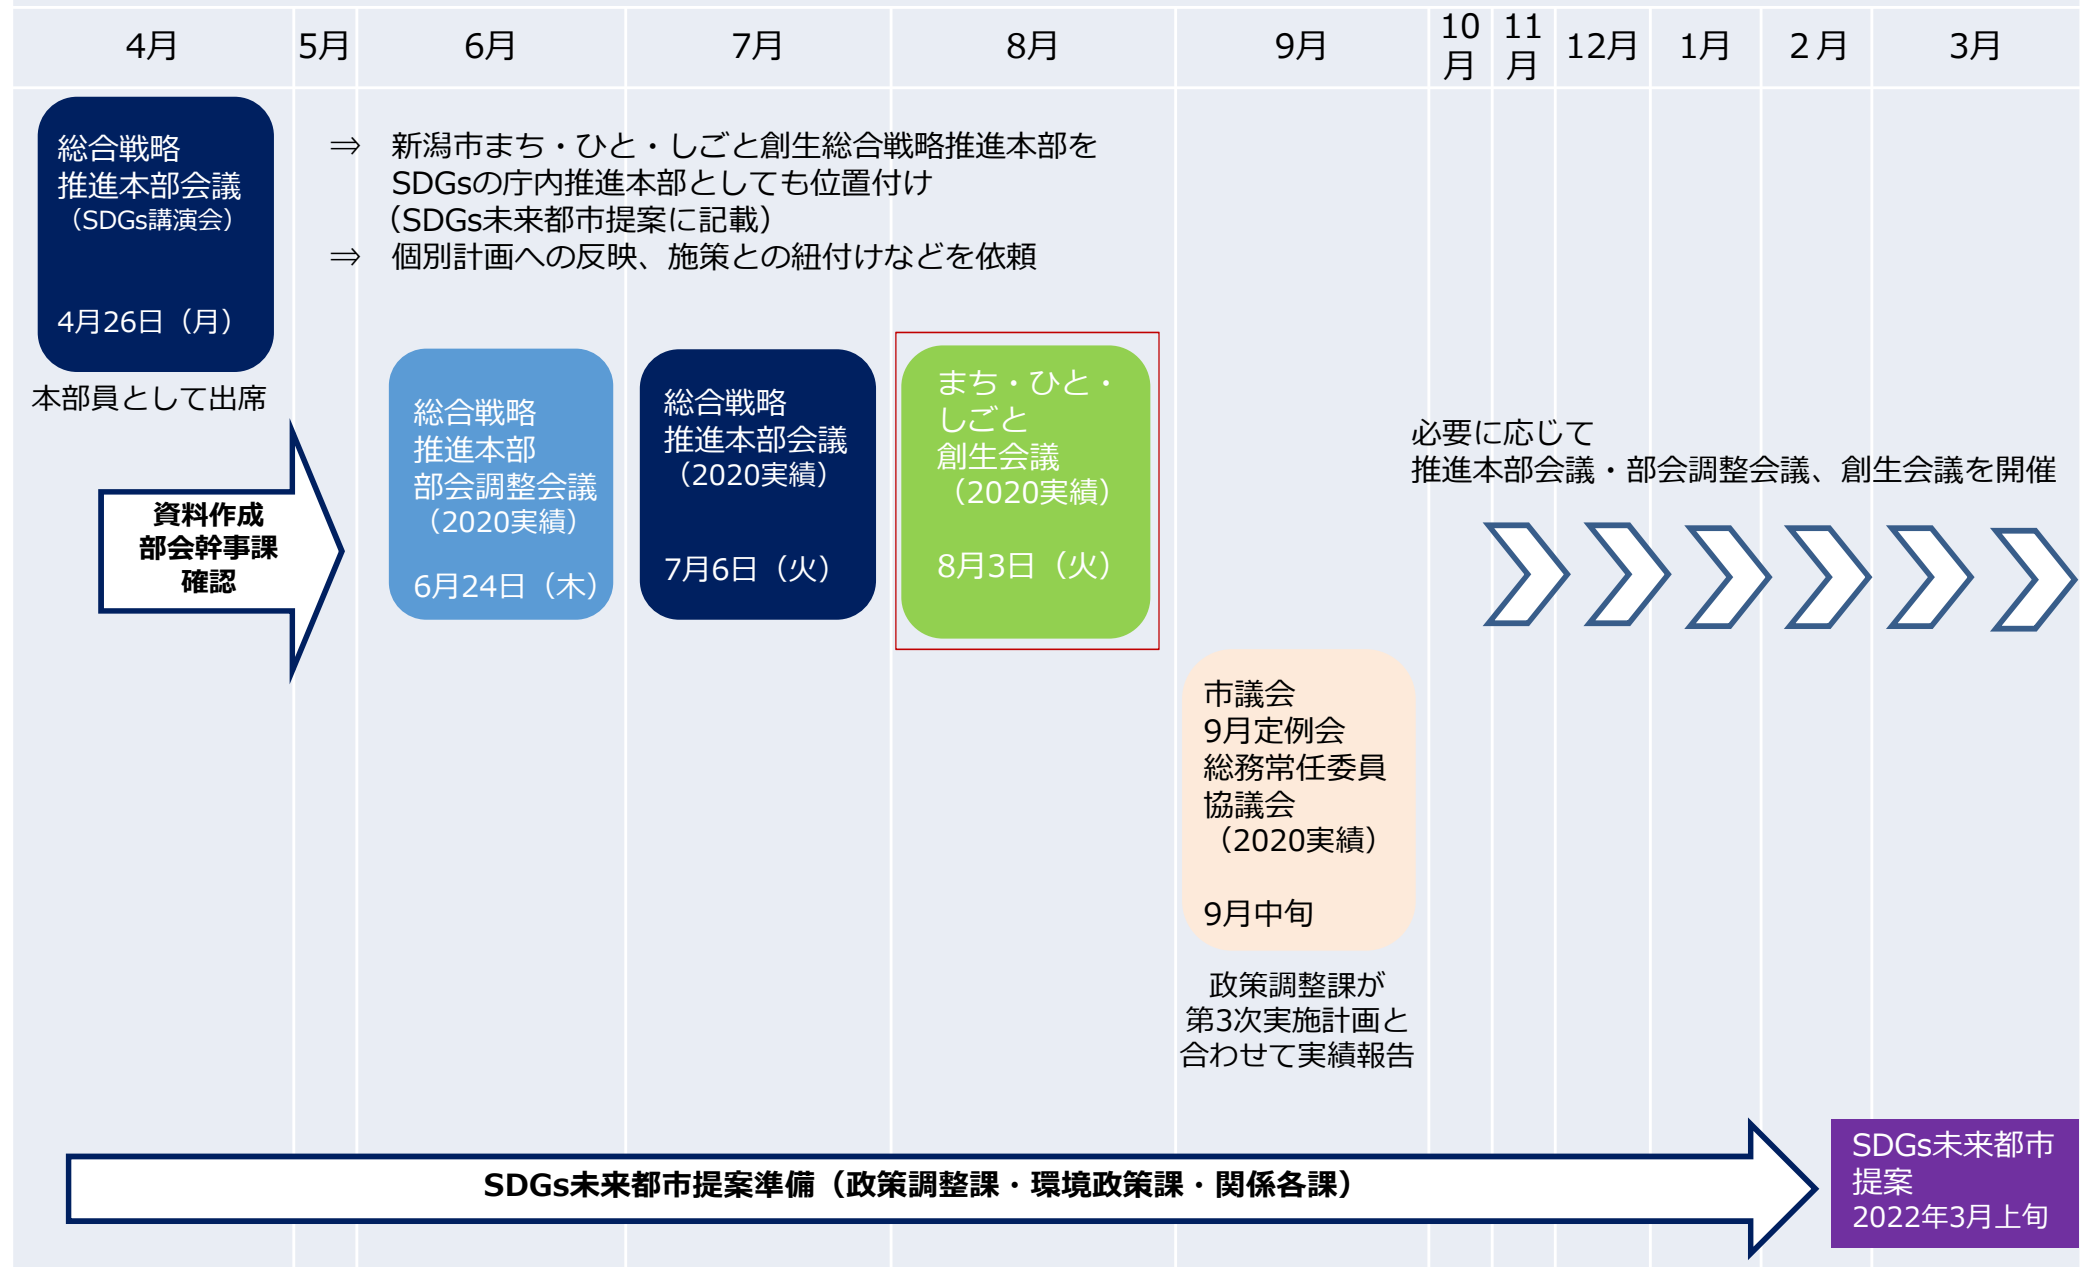 4月
5月
6月
7月
8月
9月
10
月
11
月
12月
1月
2月
3月
総合戦略
推進本部会議
（SDGs講演会）
4月26日（月）
本部員として出席
⇒　新潟市まち・ひと・しごと創生総合戦略推進本部を
SDGsの庁内推進本部としても位置付け
（SDGs未来都市提案に記載）
⇒　個別計画への反映、施策との紐付けなどを依頼
資料作成
部会幹事課
確認
総合戦略
推進本部
部会調整会議
（2020実績）
6月24日（木）
総合戦略
推進本部会議
（2020実績）
7月6日（火）
まち・ひと・
しごと
創生会議
（2020実績）
8月3日（火）
必要に応じて
推進本部会議・部会調整会議、創生会議を開催
市議会
9月定例会
総務常任委員
協議会
（2020実績）
9月中旬
政策調整課が
第3次実施計画と
合わせて実績報告
SDGs未来都市提案準備（政策調整課・環境政策課・関係各課）
SDGs未来都市
提案
2022年3月上旬